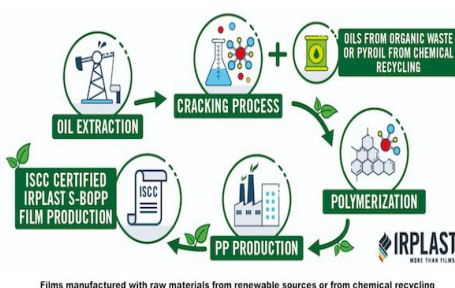 OILS FROM ORGANIC WASTE
OR PYROIL FROM CHEMICAL
RECYCLING
CRACKING PROCESS
OIL EXTRACTION
ISCC CERTIFIED
IRPLAST S-BOPP
FILM PRODUCTION
ISCC
POLYMERIZATION
PP PRODUCTION
IRPLAST
MORE THAN FILMS
Films manufactured with raw materials from renewable sources or from chemical recycling